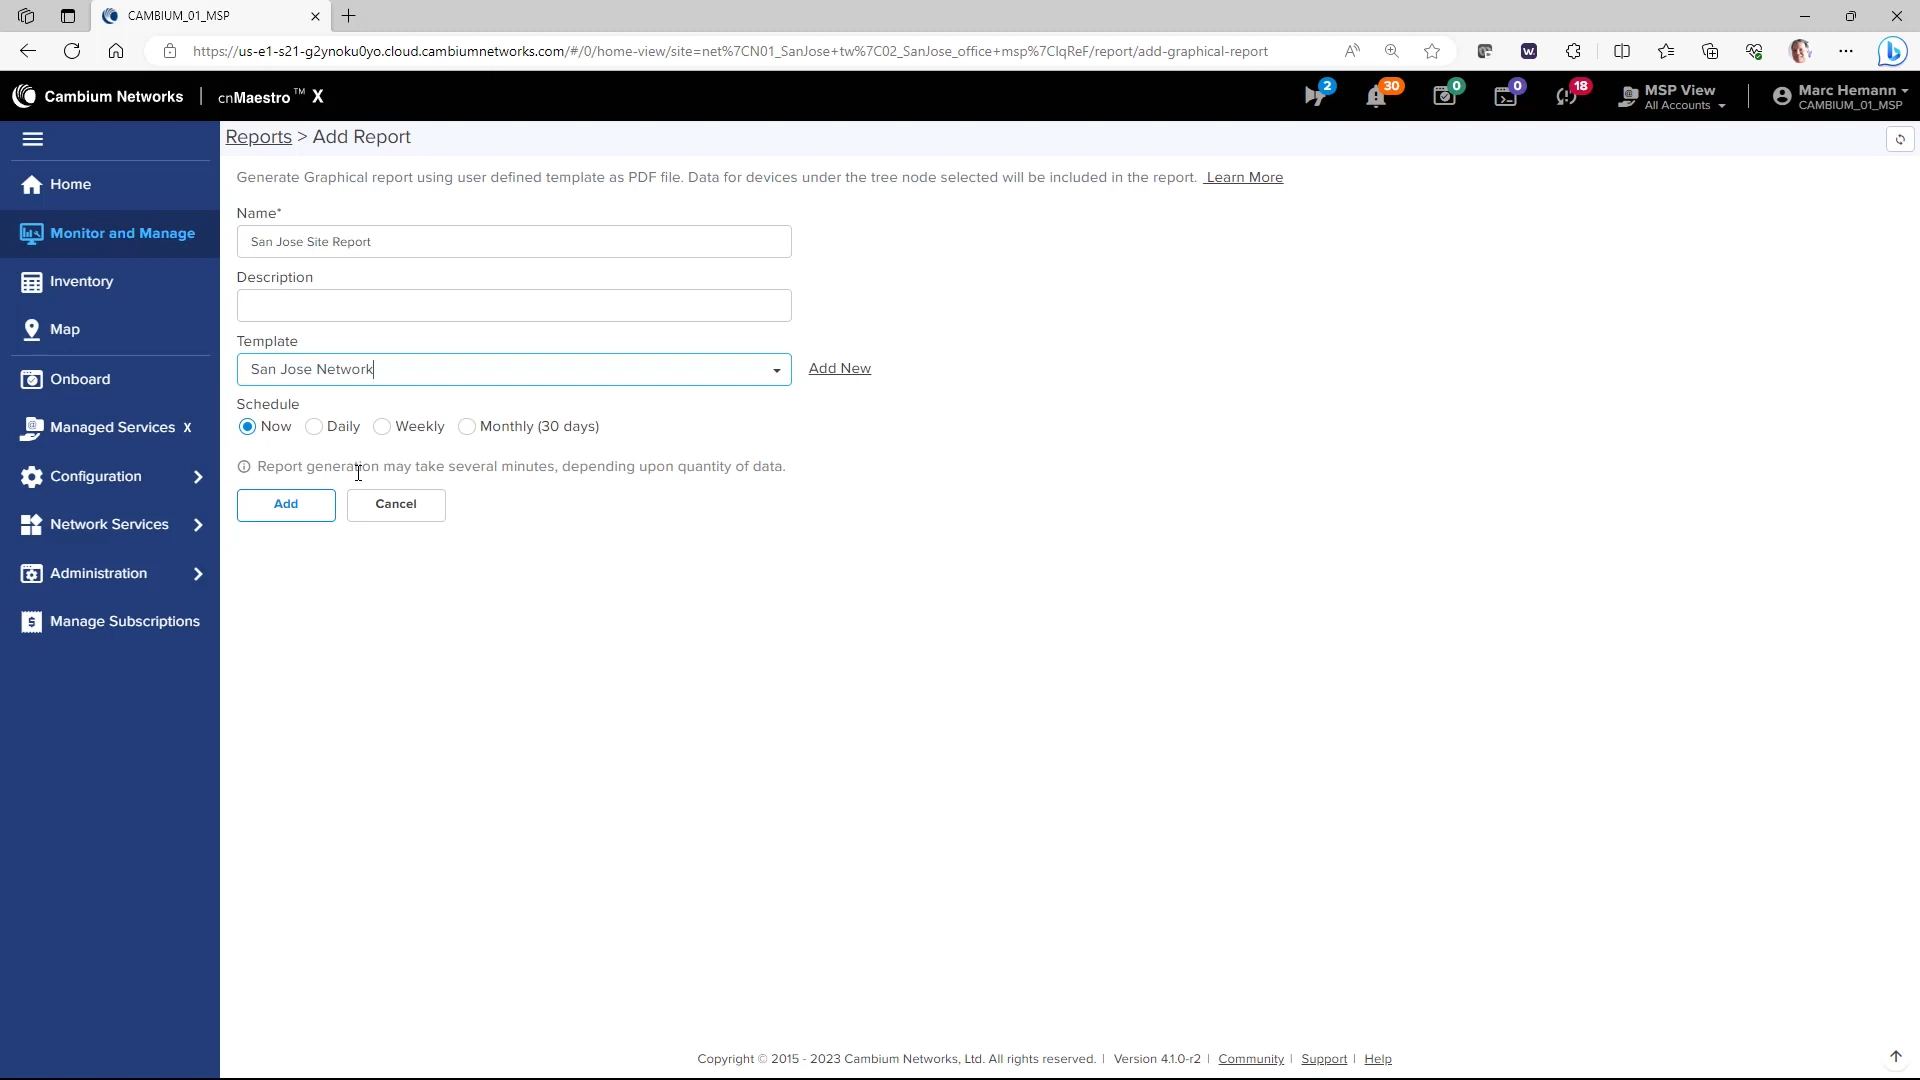 CAMBIUM_01_MSP
https://us-e1-s21-g2ynoku0yo.cloud.cambiumnetworks.com/#/0/home-view/site=net%7CN01_SanJose+tw%7C02_SanJose_office+msp%7CIqReF/report/add-graphical-report
Cambium Networks | cnMaestro™ X
2
30
0
0
18
MSP View
All Accounts
Marc Hemann
CAMBIUM_01_MSP
Reports > Add Report
Home
Monitor and Manage
Inventory
Map
Onboard
Managed Services X
Configuration
Network Services
Administration
Manage Subscriptions
Generate Graphical report using user defined template as PDF file. Data for devices under the tree node selected will be included in the report. Learn More
Name*
San Jose Site Report
Description
Template
San Jose Network
Add New
Schedule
Now Daily Weekly Monthly (30 days)
Report generation may take several minutes, depending upon quantity of data.
Add
Cancel
Copyright © 2015 - 2023 Cambium Networks, Ltd. All rights reserved. | Version 4.1.0-r2 | Community | Support | Help